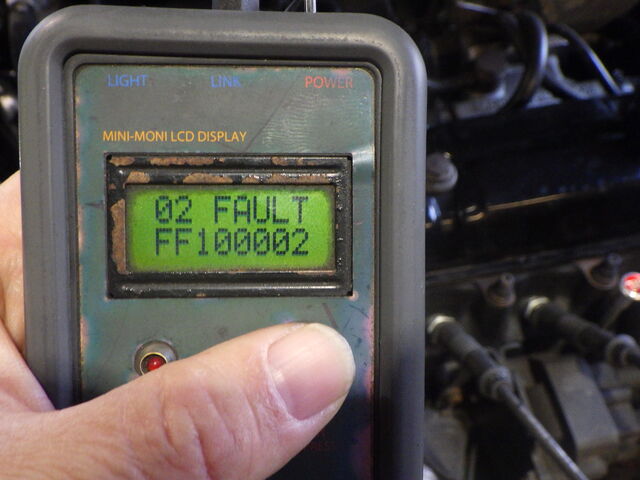 LIGHT LINK POWER
MINI-MONI LCD DISPLAY
02 FAULT
FF100002